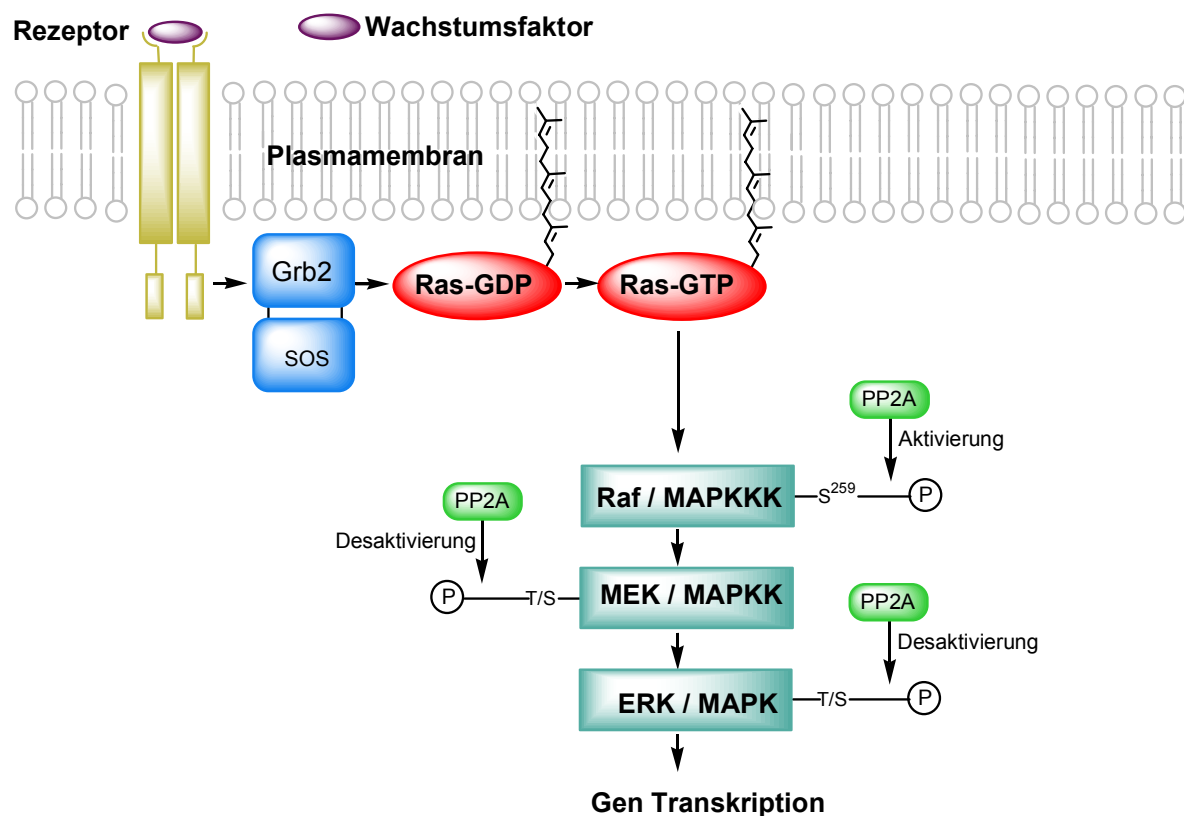 Rezeptor
Wachstumsfaktor
Plasmamembran
Grb2
SOS
Ras-GDP
Ras-GTP
PP2A
Aktivierung
Raf / MAPKKK
S²⁵⁹
P
PP2A
Desaktivierung
P
T/S
MEK / MAPKK
PP2A
Desaktivierung
ERK / MAPK
T/S
P
Gen Transkription